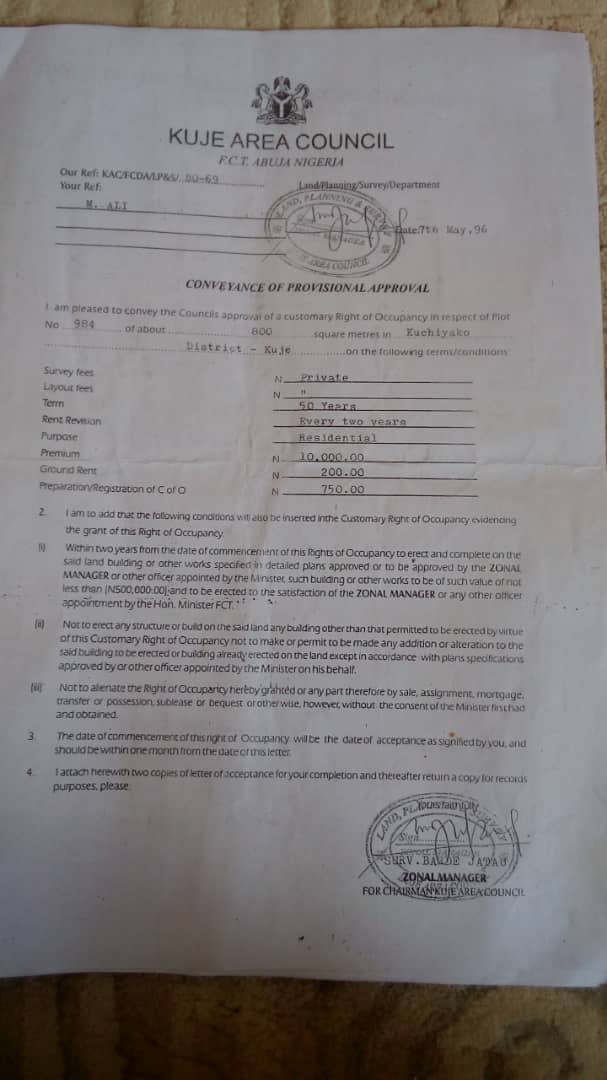 KUJE AREA COUNCIL
F.C.T. ABUJA NIGERIA
Our Ref: KAC/FCDA/LP&S/ 80-69
Land/Planning/Survey/Department
Your Ref:
M. ALI
LAND, PLANNING & SURVEY
AREA COUNCIL
Date: 7th May, 96
CONVEYANCE OF PROVISIONAL APPROVAL
I am pleased to convey the Councils approval of a customary Right of Occupancy in respect of Plot
No 984 of about 800 square metres in Kuchiyako
District - Kuje on the following terms/conditions:
Survey fees N Private
Layout fees N "
Term 50 Years
Rent Revision Every two years
Purpose Residential
Premium N 10,000.00
Ground Rent N 200.00
Preparation/Registration of C of O N 750.00
2. I am to add that the following conditions will also be inserted inthe Customary Right of Occupancy evidencing
the grant of this Right of Occupancy.
(i) Within two years from the date of commencement of this Rights of Occupancy to erect and complete on the
said land building or other works specified in detailed plans approved or to be approved by the ZONAL
MANAGER or other officer appointed by the Minister, such building or other works to be of such value of not
less than (N500,000:00) and to be erected to the satisfaction of the ZONAL MANAGER or any other officer
appointment by the Hon. Minister FCT.
(ii) Not to erect any structure or build on the said land any building other than that permitted to be erected by virtue
of this Customary Right of Occupancy not to make or permit to be made any addition or alteration to the
said building to be erected or building already erected on the land except in accordance with plans specifications
approved by or other officer appointed by the Minister on his behalf.
(iii) Not to alienate the Right of Occupancy hereby granted or any part therefore by sale, assignment, mortgage,
transfer or possession, sublease or bequest or otherwise, however, without the consent of the Minister first had
and obtained.
3. The date of commencement of this right of Occupancy will be the date of acceptance as signified by you, and
should be within one month from the date of this letter.
4. I attach herewith two copies of letter of acceptance for your completion and thereafter return a copy for records
purposes, please.
Yours faithfully
LAND, PLANNING & SURVEY
Sign
SURV. BAUDE JATAU
ZONAL MANAGER
FOR CHAIRMAN KUJE AREA COUNCIL